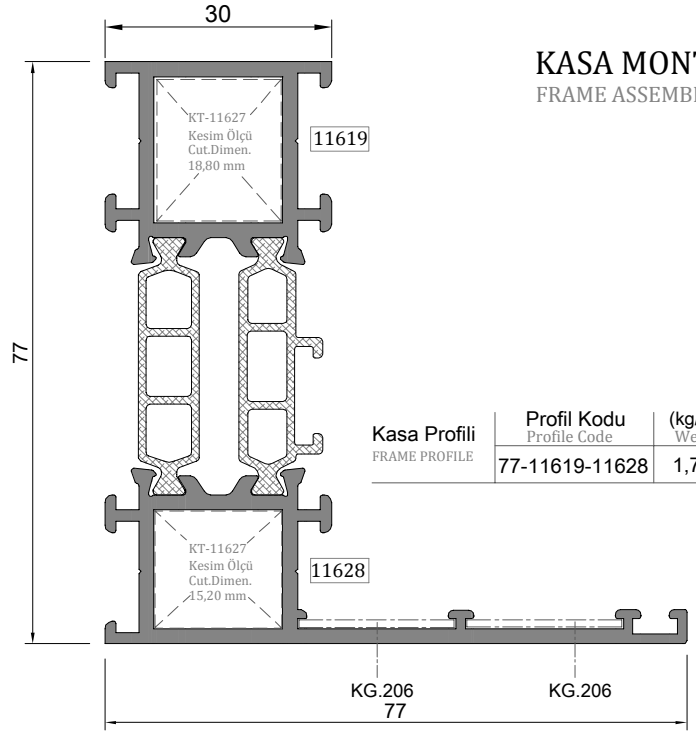 30
KASA MONT
FRAME ASSEMBL
KT-11627
Kesim Ölçü
Cut.Dimen.
18,80 mm
11619
77
Kasa Profili
FRAME PROFILE
Profil Kodu
Profile Code
(kg/
We
77-11619-11628
1,7
KT-11627
Kesim Ölçü
Cut.Dimen.
15,20 mm
11628
KG.206
KG.206
77